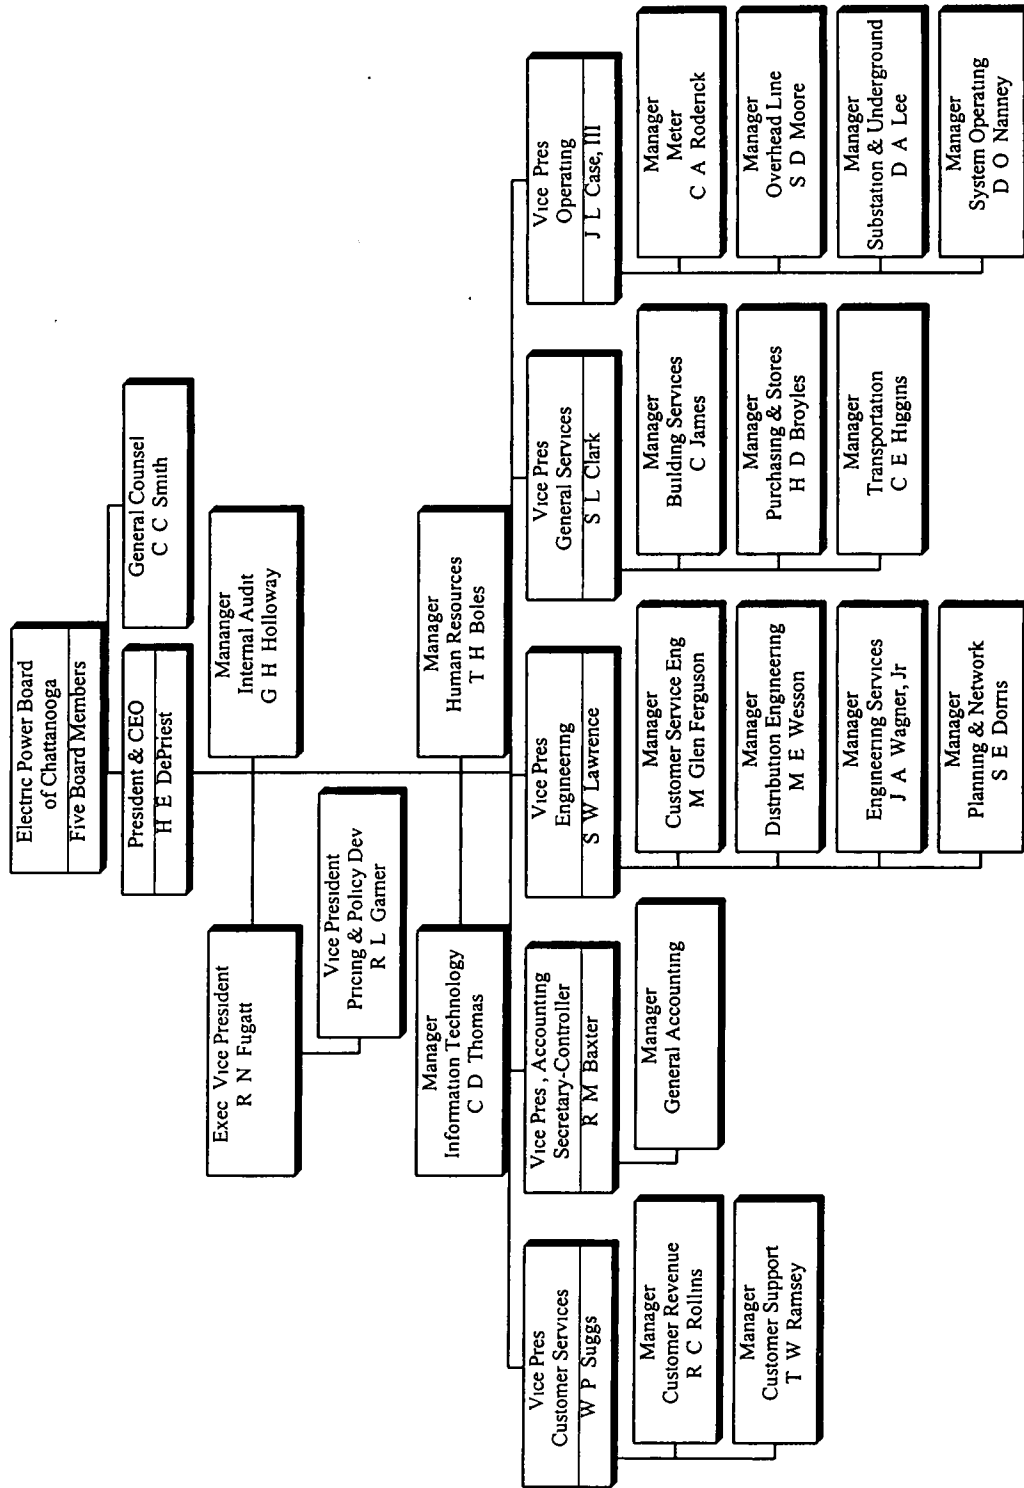 Electric Power Board
of Chattanooga
Five Board Members
President & CEO
H E DePriest
General Counsel
C C Smith
Exec Vice President
R N Fugatt
Mananger
Internal Audit
G H Holloway
Vice President
Pricing & Policy Dev
R L Garner
Manager
Information Technology
C D Thomas
Manager
Human Resources
T H Boles
Vice Pres
Customer Services
W P Suggs
Manager
Customer Revenue
R C Rollins
Manager
Customer Support
T W Ramsey
Vice Pres , Accounting
Secretary-Controller
R M Baxter
Manager
General Accounting
Vice Pres
Engineering
S W Lawrence
Manager
Customer Service Eng
M Glen Ferguson
Manager
Distribution Engineering
M E Wesson
Manager
Engineering Services
J A Wagner, Jr
Manager
Planning & Network
S E Dorris
Vice Pres
General Services
S L Clark
Manager
Building Services
C James
Manager
Purchasing & Stores
H D Broyles
Manager
Transportation
C E Higgins
Vice Pres
Operating
J L Case, III
Manager
Meter
C A Roderick
Manager
Overhead Line
S D Moore
Manager
Substation & Underground
D A Lee
Manager
System Operating
D O Nanney